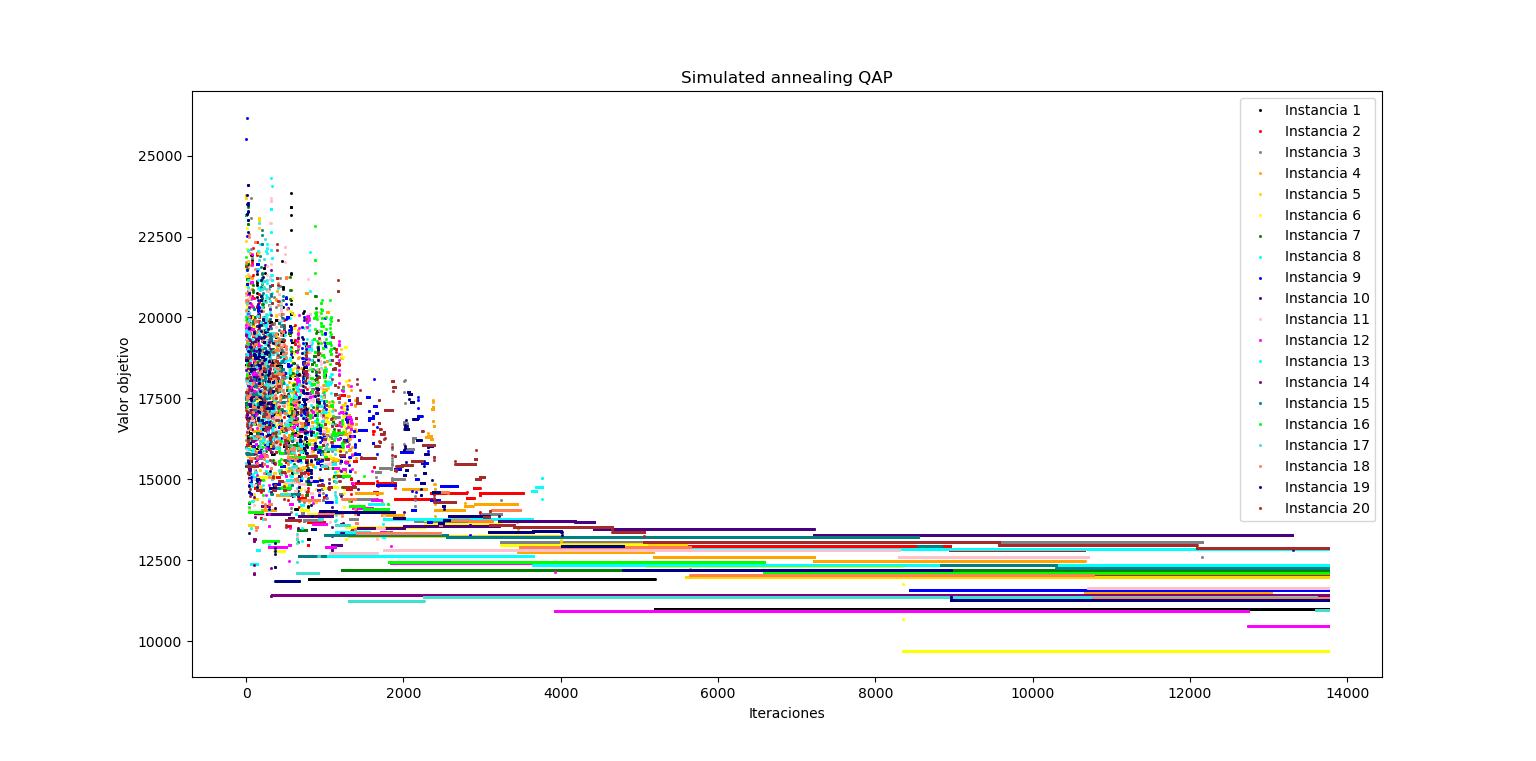 Simulated annealing QAP
Valor objetivo
25000
22500
20000
17500
15000
12500
10000
0 2000 4000 6000 8000 10000 12000 14000
Iteraciones
Instancia 1
Instancia 2
Instancia 3
Instancia 4
Instancia 5
Instancia 6
Instancia 7
Instancia 8
Instancia 9
Instancia 10
Instancia 11
Instancia 12
Instancia 13
Instancia 14
Instancia 15
Instancia 16
Instancia 17
Instancia 18
Instancia 19
Instancia 20